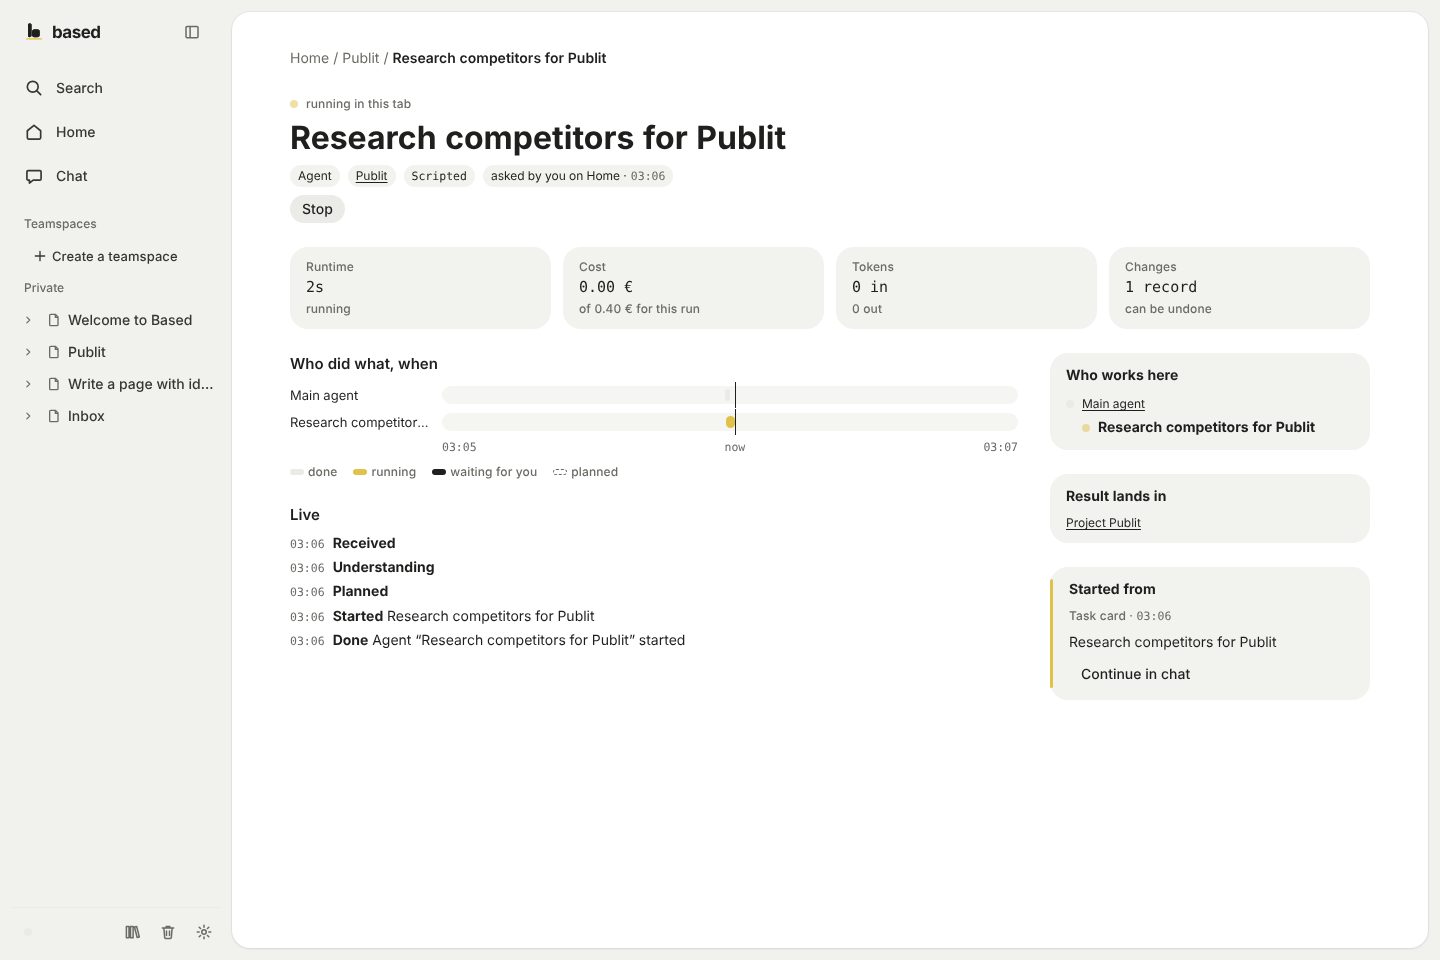 based
Search
Home
Chat
Teamspaces
Create a teamspace
Private
Welcome to Based
Publit
Write a page with id...
Inbox
Home / Publit / Research competitors for Publit
running in this tab
Research competitors for Publit
Agent Publit Scripted asked by you on Home · 03:06
Stop
Runtime
2s
running
Cost
0.00 €
of 0.40 € for this run
Tokens
0 in
0 out
Changes
1 record
can be undone
Who did what, when
Main agent
Research competitor...
03:05 now 03:07
done running waiting for you planned
Live
03:06 Received
03:06 Understanding
03:06 Planned
03:06 Started Research competitors for Publit
03:06 Done Agent “Research competitors for Publit” started
Who works here
Main agent
Research competitors for Publit
Result lands in
Project Publit
Started from
Task card · 03:06
Research competitors for Publit
Continue in chat